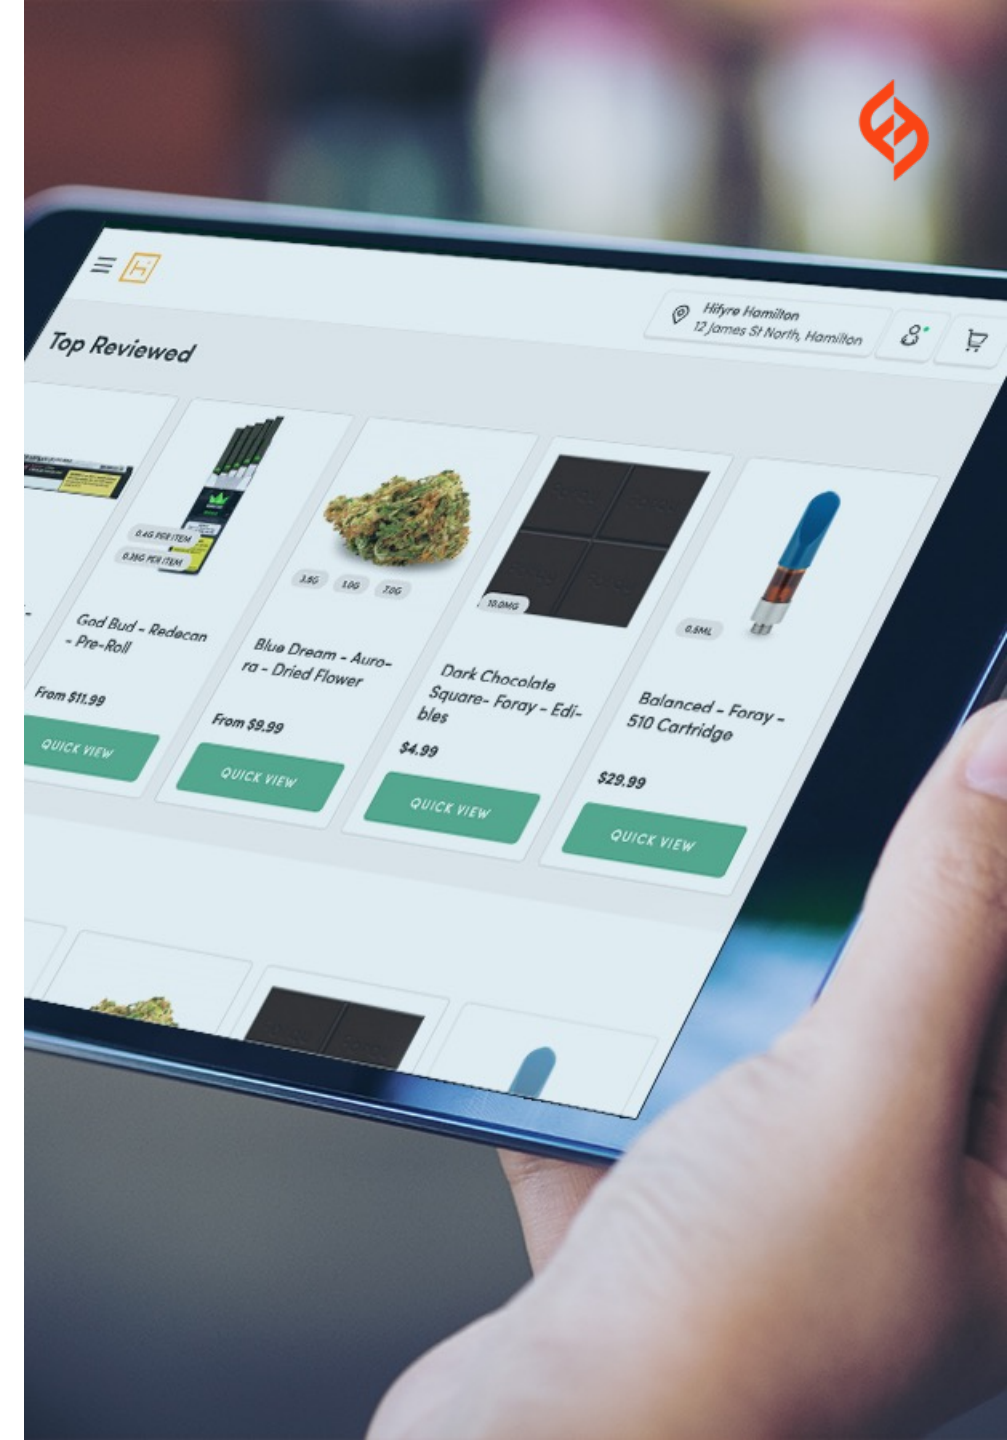 Hi
Hifyre Hamilton
12 James St North, Hamilton
Top Reviewed
0.4G PER ITEM
0.35G PER ITEM
God Bud - Redecan
- Pre-Roll
From $11.99
QUICK VIEW
3.5G 1.0G 7.0G
Blue Dream - Auro-
ra - Dried Flower
From $9.99
QUICK VIEW
10.0MG
Dark Chocolate
Square- Foray - Edi-
bles
$4.99
QUICK VIEW
0.5ML
Balanced - Foray -
510 Cartridge
$29.99
QUICK VIEW